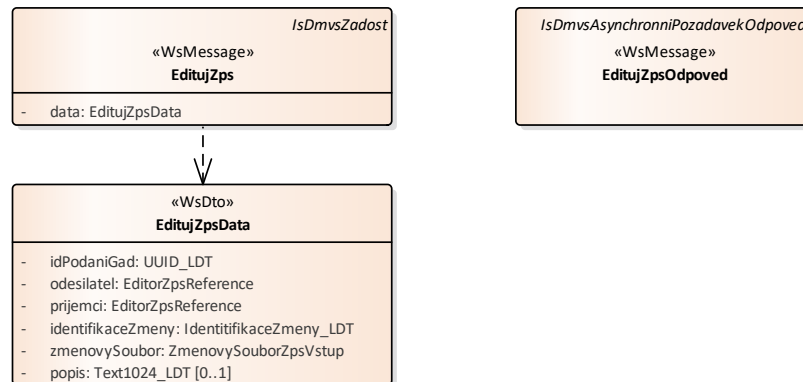 IsDmvsZadost
«WsMessage»
EditujZps
- data: EditujZpsData
IsDmvsAsynchronniPozadavekOdpoved
«WsMessage»
EditujZpsOdpoved
«WsDto»
EditujZpsData
- idPodaniGad: UUID_LDT
- odesilatel: EditorZpsReference
- prijemci: EditorZpsReference
- identifikaceZmeny: IdentitifikaceZmeny_LDT
- zmenovySoubor: ZmenovySouborZpsVstup
- popis: Text1024_LDT [0..1]